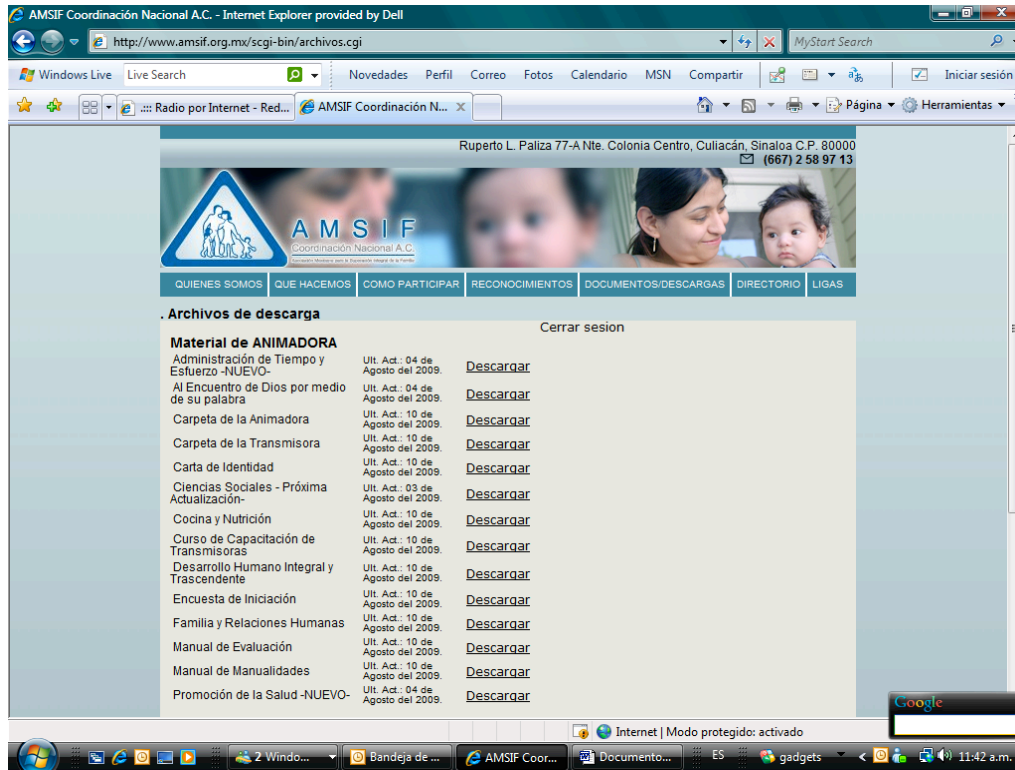 AMSIF Coordinación Nacional A.C. - Internet Explorer provided by Dell
http://www.amsif.org.mx/scgi-bin/archivos.cgi
MyStart Search
Windows Live Live Search Novedades Perfil Correo Fotos Calendario MSN Compartir Iniciar sesión
.::: Radio por Internet - Red... AMSIF Coordinación N... Página Herramientas
Ruperto L. Paliza 77-A Nte. Colonia Centro, Culiacán, Sinaloa C.P. 80000
(667) 2 58 97 13
AMSIF
Coordinación Nacional A.C.
QUIENES SOMOS QUE HACEMOS COMO PARTICIPAR RECONOCIMIENTOS DOCUMENTOS/DESCARGAS DIRECTORIO LIGAS
. Archivos de descarga
Cerrar sesion
Material de ANIMADORA
Administración de Tiempo y Esfuerzo -NUEVO- Ult. Act.: 04 de Agosto del 2009. Descargar
Al Encuentro de Dios por medio de su palabra Ult. Act.: 04 de Agosto del 2009. Descargar
Carpeta de la Animadora Ult. Act.: 10 de Agosto del 2009. Descargar
Carpeta de la Transmisora Ult. Act.: 10 de Agosto del 2009. Descargar
Carta de Identidad Ult. Act.: 10 de Agosto del 2009. Descargar
Ciencias Sociales - Próxima Actualización- Ult. Act.: 03 de Agosto del 2009. Descargar
Cocina y Nutrición Ult. Act.: 10 de Agosto del 2009. Descargar
Curso de Capacitación de Transmisoras Ult. Act.: 10 de Agosto del 2009. Descargar
Desarrollo Humano Integral y Trascendente Ult. Act.: 10 de Agosto del 2009. Descargar
Encuesta de Iniciación Ult. Act.: 10 de Agosto del 2009. Descargar
Familia y Relaciones Humanas Ult. Act.: 10 de Agosto del 2009. Descargar
Manual de Evaluación Ult. Act.: 10 de Agosto del 2009. Descargar
Manual de Manualidades Ult. Act.: 10 de Agosto del 2009. Descargar
Promoción de la Salud -NUEVO- Ult. Act.: 04 de Agosto del 2009. Descargar
Google
Internet | Modo protegido: activado
2 Windo... Bandeja de ... AMSIF Coor... Documento... ES gadgets 11:42 a.m.